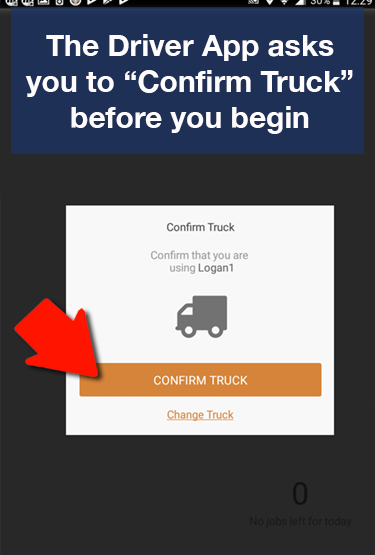 30% 12:29
The Driver App asks
you to “Confirm Truck”
before you begin
Confirm Truck
Confirm that you are
using Logan1
CONFIRM TRUCK
Change Truck
0
No jobs left for today